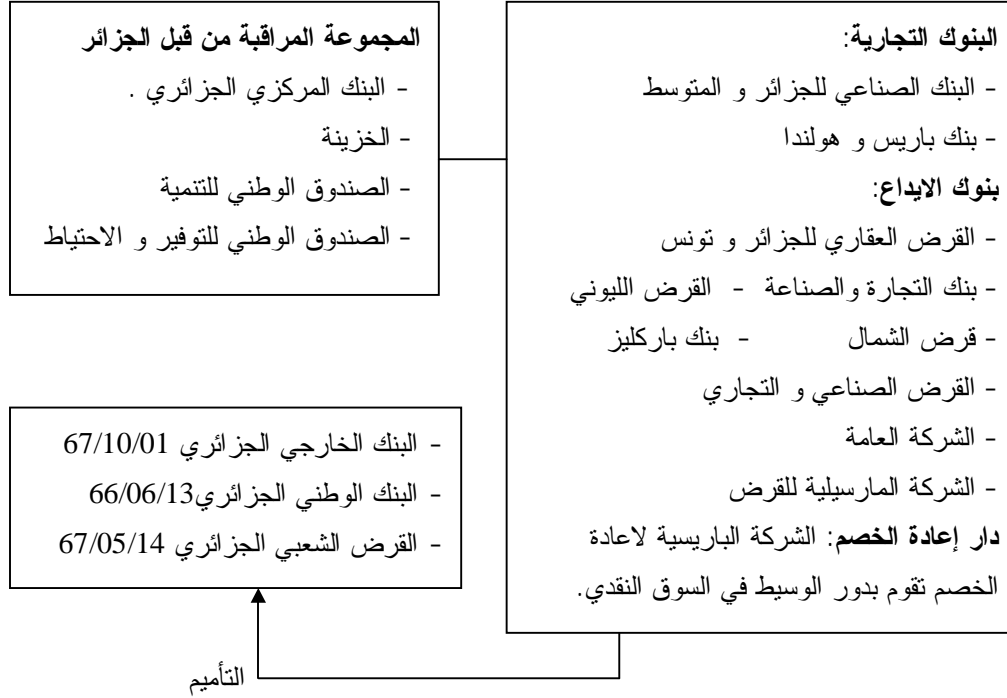 البنوك التجارية:
- البنك الصناعي للجزائر و المتوسط
- بنك باريس و هولندا
بنوك الايداع:
- القرض العقاري للجزائر و تونس
- بنك التجارة والصناعة - القرض الليوني
- قرض الشمال - بنك باركليز
- القرض الصناعي و التجاري
- الشركة العامة
- الشركة المارسيلية للقرض
دار إعادة الخصم: الشركة الباريسية لاعادة
الخصم تقوم بدور الوسيط في السوق النقدي.
المجموعة المراقبة من قبل الجزائر
- البنك المركزي الجزائري .
- الخزينة
- الصندوق الوطني للتنمية
- الصندوق الوطني للتوفير و الاحتياط
- البنك الخارجي الجزائري 67/10/01
- البنك الوطني الجزائري66/06/13
- القرض الشعبي الجزائري 67/05/14
التأميم